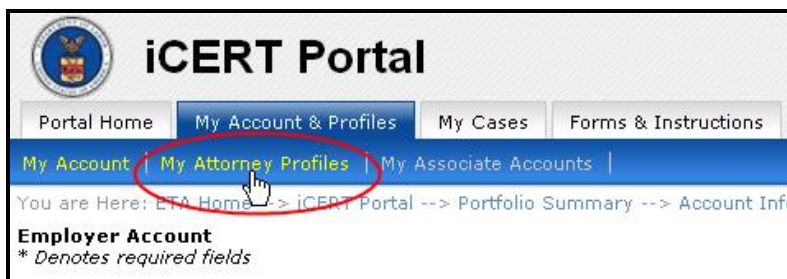 iCERT Portal
Portal Home My Account & Profiles My Cases Forms & Instructions
My Account | My Attorney Profiles | My Associate Accounts |
You are Here: ETA Home --> iCERT Portal --> Portfolio Summary --> Account Inf
Employer Account
* Denotes required fields